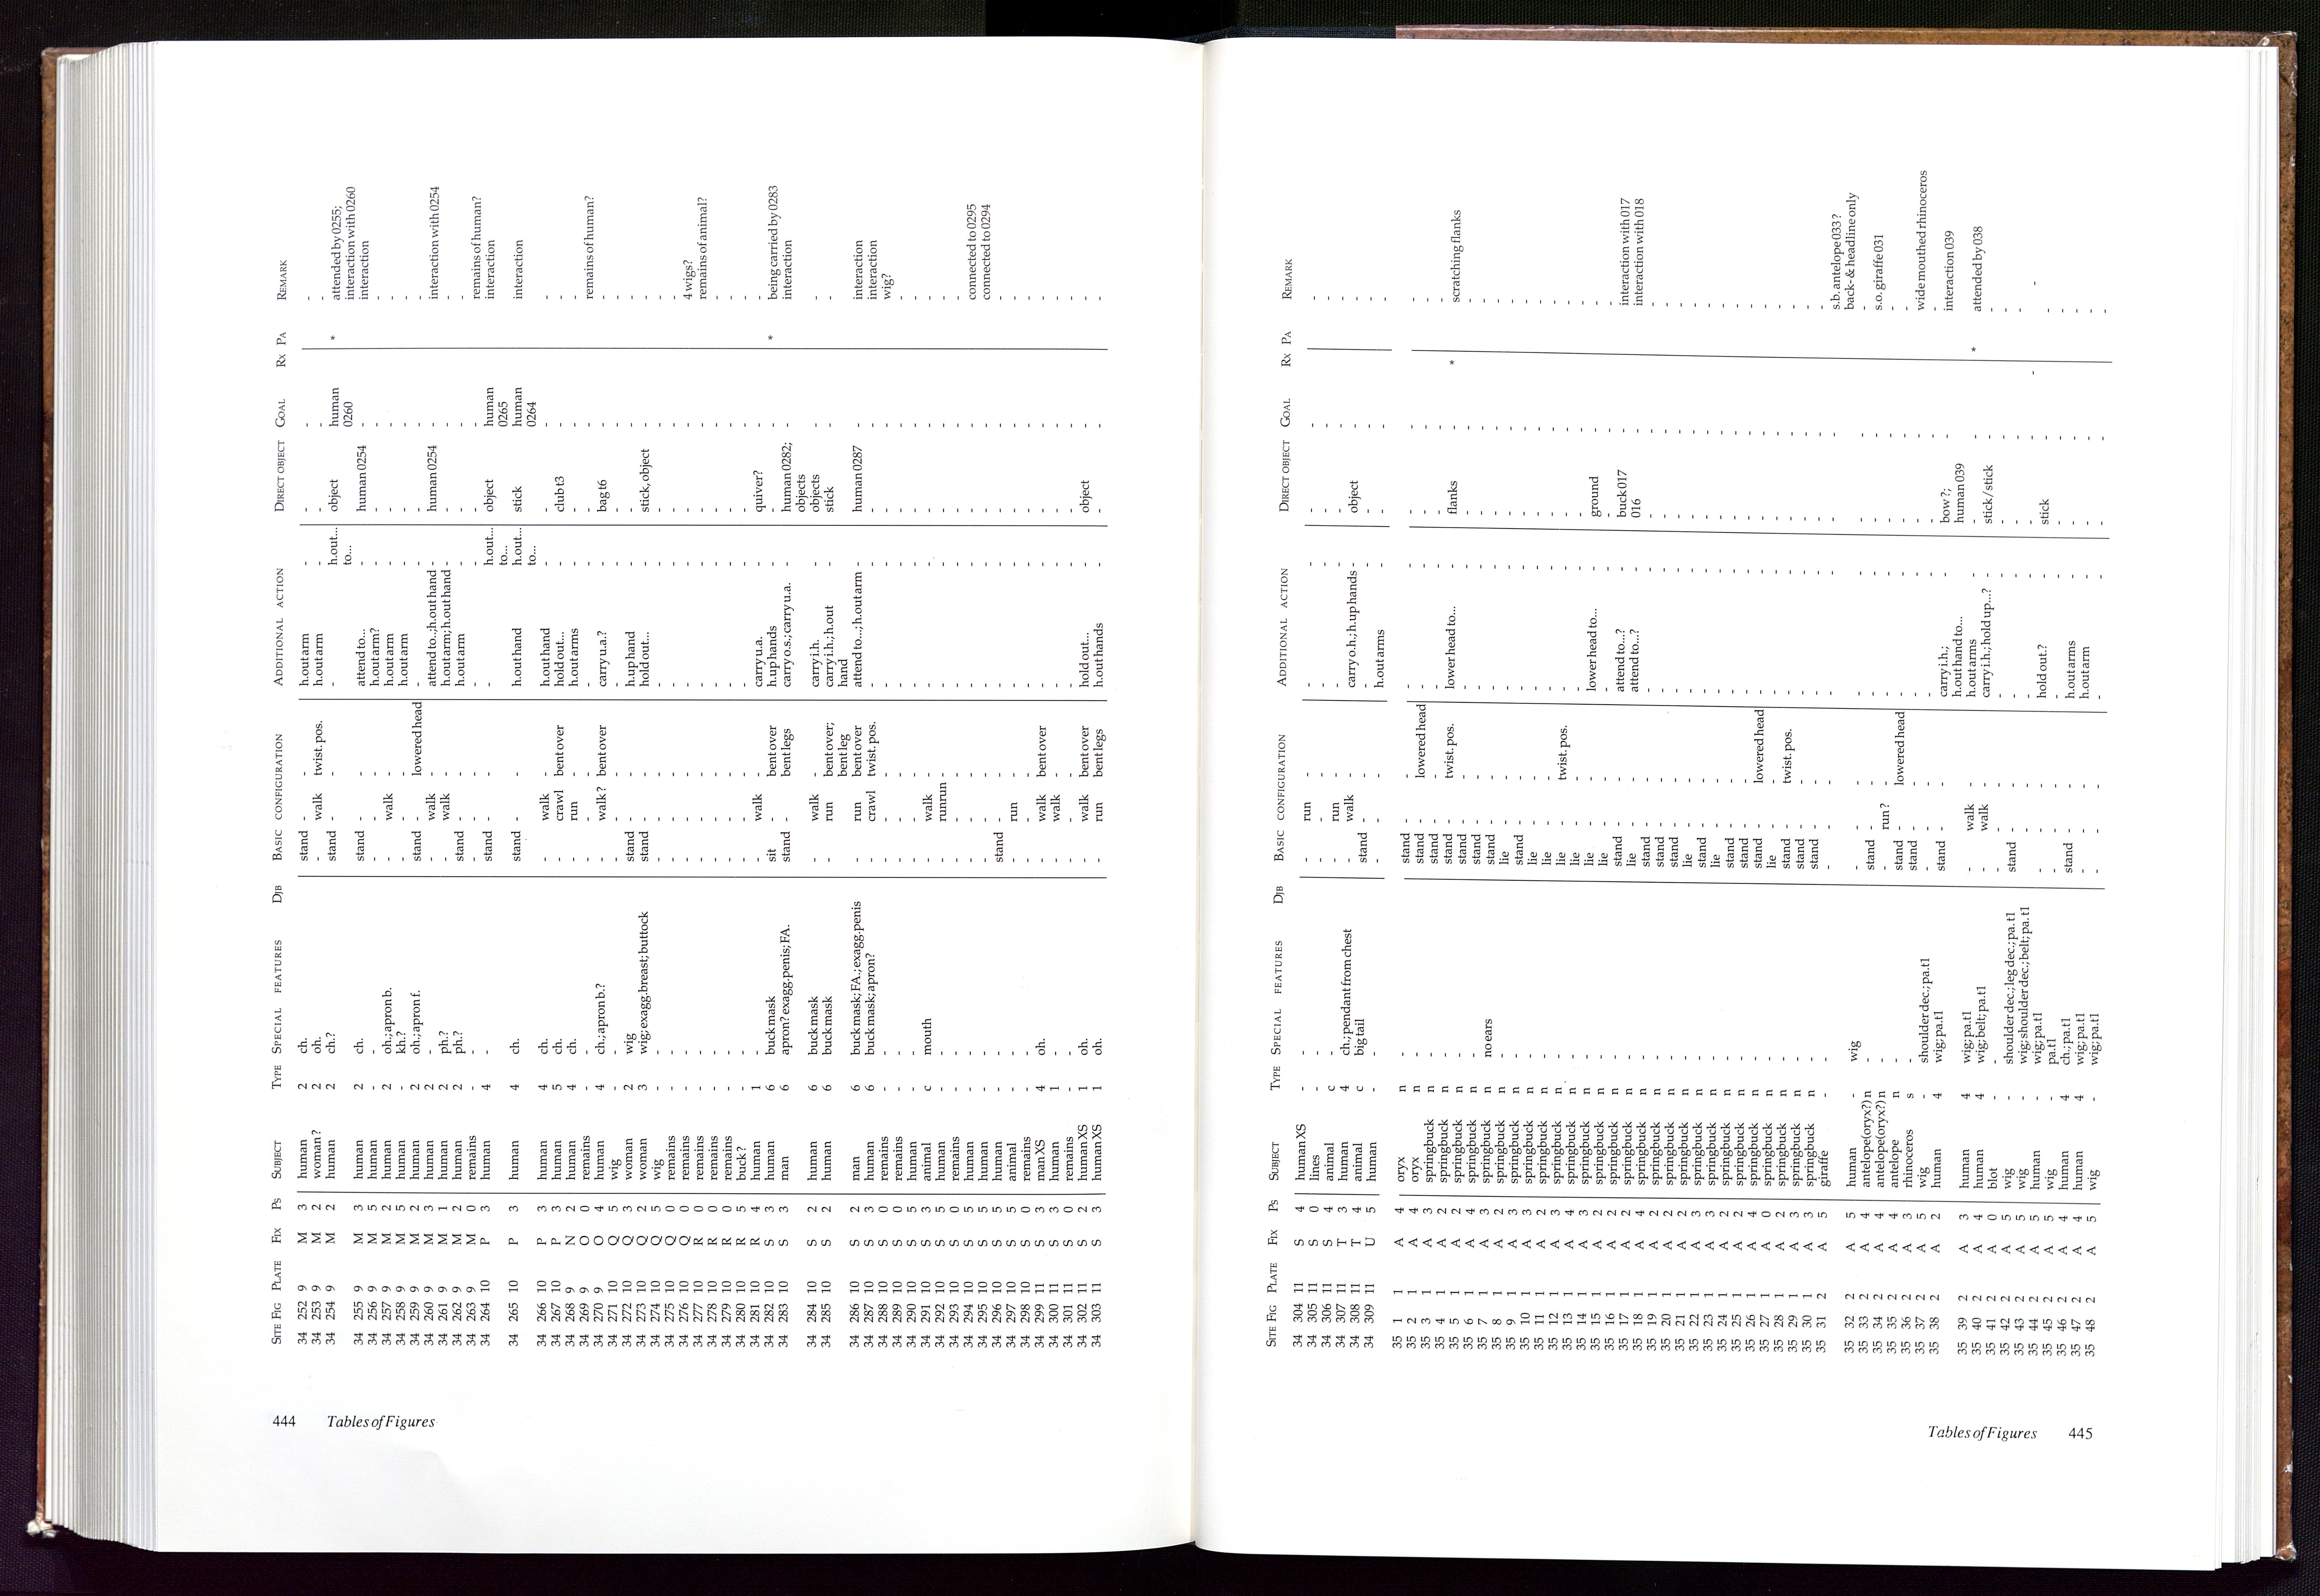 444 Tables of Figures
SITE FIG PLATE FIX PS SUBJECT TYPE SPECIAL FEATURES DJB BASIC CONFIGURATION ADDITIONAL ACTION DIRECT OBJECT GOAL RX PA REMARK
34 252 9 M 3 human 2 ch. stand - - h.out arm - - - -
34 253 9 M 2 woman? 2 oh. - walk twist. pos. h.out arm - - - -
34 254 9 M 2 human 2 ch.? stand - - - h.out... object human * attended by 0255;
to... 0260 interaction with 0260
34 255 9 M 3 human 2 ch. stand - - attend to... - human 0254 - interaction
34 256 9 M 5 human - - - - - h.out arm? - - - -
34 257 9 M 2 human 2 oh.; apron b. - walk - h.out arm - - - -
34 258 9 M 5 human - kh.? - - - h.out arm - - - -
34 259 9 M 2 human 2 oh.; apron f. stand - lowered head - - - - -
34 260 9 M 3 human 2 - - walk - attend to..; h.out hand human 0254 - interaction with 0254
34 261 9 M 1 human 2 ph.? - walk - h.out arm; h.out hand - - - -
34 262 9 M 2 human 2 ph.? stand - - h.out arm - - - -
34 263 9 M 0 remains - - - - - - - - - remains of human?
34 264 10 P 3 human 4 - stand - - - h.out... object human interaction
to... 0265
34 265 10 P 3 human 4 ch. stand - - h.out hand h.out... stick human interaction
to... 0264
34 266 10 P 3 human 4 ch. - walk - h.out hand - - - -
34 267 10 P 3 human 5 ch. - crawl bent over hold out... - club t3 - -
34 268 9 N 2 human 4 ch. - run - h.out arms - - - -
34 269 9 O 0 remains - - - - - - - - - remains of human?
34 270 9 O 4 human 4 ch.; apron b.? - walk? bent over carry u.a.? - bag t6 - -
34 271 10 Q 5 wig - - - - - - - - - -
34 272 10 Q 3 woman 2 wig stand - - h.up hand - - - -
34 273 10 Q 2 woman 3 wig; exagg.breast; buttock stand - - hold out... - stick, object - -
34 274 10 Q 5 wig - - - - - - - - - -
34 275 10 Q 0 remains - - - - - - - - - -
34 276 10 Q 0 remains - - - - - - - - - 4 wigs?
34 277 10 R 0 remains - - - - - - - - - remains of animal?
34 278 10 R 0 remains - - - - - - - - - -
34 279 10 R 0 remains - - - - - - - - - -
34 280 10 R 5 buck? - - - - - - - - - -
34 281 10 R 4 human 1 - - walk - carry u.a. - quiver? - -
34 282 10 S 3 human 6 buck mask sit - bent over h.up hands - - - * being carried by 0283
34 283 10 S 3 man 6 apron? exagg.penis; FA. stand - bent legs carry o.s.; carry u.a. human 0282; - interaction
objects
34 284 10 S 2 human 6 buck mask - walk - carry i.h. - objects - -
34 285 10 S 2 human 6 buck mask - run bent over; carry i.h.; h.out - stick - -
bent leg hand
34 286 10 S 2 man 6 buck mask; FA.; exagg.penis - run bent over attend to...; h.out arm - human 0287 - interaction
34 287 10 S 3 human 6 buck mask; apron? - crawl twist. pos. - - - - interaction
34 288 10 S 0 remains - - - - - - - - - wig?
34 289 10 S 0 remains - - - - - - - - - -
34 290 10 S 5 human - - - - - - - - - -
34 291 10 S 3 animal c mouth - walk - - - - - -
34 292 10 S 5 human - - - runrun - - - - - -
34 293 10 S 0 remains - - - - - - - - - -
34 294 10 S 5 human - - - - - - - - - connected to 0295
34 295 10 S 5 human - - - - - - - - - connected to 0294
34 296 10 S 5 human - - stand - - - - - - -
34 297 10 S 5 animal - - - run - - - - - -
34 298 10 S 0 remains - - - - - - - - - -
34 299 11 S 3 man XS 4 oh. - walk bent over - - - - -
34 300 11 S 3 human 1 - - walk - - - - - -
34 301 11 S 0 remains - - - - - - - - - -
34 302 11 S 2 human XS 1 oh. - walk bent over hold out... - object - -
34 303 11 S 3 human XS 1 oh. - run bent legs h.out hands - - - -
SITE FIG PLATE FIX PS SUBJECT TYPE SPECIAL FEATURES DJB BASIC CONFIGURATION ADDITIONAL ACTION DIRECT OBJECT GOAL RX PA REMARK
34 304 11 S 4 human XS - - - run - - - - - -
34 305 11 S 0 lines - - - - - - - - - -
34 306 11 S 4 animal c - - run - - - - - -
34 307 11 T 3 human 4 ch.; pendant from chest - walk - carry o.h.; h.up hands - object - -
34 308 11 T 4 animal c big tail stand - - - - - - -
34 309 11 U 5 human - - - - - h.out arms - - - -
35 1 1 A 4 oryx n - stand - - - - - - -
35 2 1 A 4 oryx n - stand - lowered head - - - - -
35 3 1 A 3 springbuck n - stand - - - - - - -
35 4 1 A 2 springbuck n - stand - twist. pos. lower head to... - flanks - * scratching flanks
35 5 1 A 2 springbuck n - stand - - - - - - -
35 6 1 A 4 springbuck n - stand - - - - - - -
35 7 1 A 3 springbuck n no ears stand - - - - - - -
35 8 1 A 2 springbuck n - lie - - - - - - -
35 9 1 A 3 springbuck n - stand - - - - - - -
35 10 1 A 3 springbuck n - lie - - - - - - -
35 11 1 A 2 springbuck n - lie - - - - - - -
35 12 1 A 3 springbuck n - lie - twist. pos. - - - - -
35 13 1 A 4 springbuck n - lie - - - - - - -
35 14 1 A 3 springbuck n - lie - - lower head to... - ground - -
35 15 1 A 2 springbuck n - lie - - - - - - -
35 16 1 A 2 springbuck n - stand - - attend to...? - buck 017 - interaction with 017
35 17 1 A 2 springbuck n - lie - - attend to...? - 016 - interaction with 018
35 18 1 A 4 springbuck n - stand - - - - - - -
35 19 1 A 2 springbuck n - stand - - - - - - -
35 20 1 A 2 springbuck n - stand - - - - - - -
35 21 1 A 2 springbuck n - lie - - - - - - -
35 22 1 A 3 springbuck n - stand - - - - - - -
35 23 1 A 3 springbuck n - lie - - - - - - -
35 24 1 A 2 springbuck n - stand - - - - - - -
35 25 1 A 2 springbuck n - stand - - - - - - -
35 26 1 A 4 springbuck n - stand - lowered head - - - - -
35 27 1 A 0 springbuck n - lie - - - - - - -
35 28 1 A 2 springbuck n - stand - twist. pos. - - - - -
35 29 1 A 3 springbuck n - stand - - - - - - -
35 30 1 A 3 springbuck n - stand - - - - - - -
35 31 2 A 5 giraffe - - - - - - - - - s.b. antelope 033?
back- & headline only
35 32 2 A 5 human - wig - - - - - - - -
35 33 2 A 4 antelope(oryx?) n - stand - - - - - - s.o. giraffe 031
35 34 2 A 4 antelope(oryx?) n - - run? - - - - - -
35 35 2 A 4 antelope n - stand - lowered head - - - - -
35 36 2 A 3 rhinoceros s - stand - - - - - - wide mouthed rhinoceros
35 37 2 A 5 wig - shoulder dec.; pa.t1 - - - - - - - -
35 38 2 A 2 human 4 wig; pa.t1 stand - - carry i.h.; - bow?; - interaction 039
h.out hand to... human 039
35 39 2 A 3 human 4 wig; pa.t1 - walk - h.out arms - - - * attended by 038
35 40 2 A 4 human 4 wig; belt; pa.t1 - walk - carry i.h.; hold up...? stick/stick - -
35 41 2 A 0 blot - - - - - - - - - -
35 42 2 A 5 wig - shoulder dec.; leg dec.; pa.t1 stand - - - - - - -
35 43 2 A 5 wig - wig; shoulder dec.; belt; pa.t1 - - - - - - - -
35 44 2 A 5 human - wig; pa.t1 - - - hold out.? - stick - -
35 45 2 A 5 wig - pa.t1 - - - - - - - -
35 46 2 A 4 human 4 ch.; pa.t1 stand - - h.out arms - - - -
35 47 2 A 4 human 4 wig; pa.t1 - - - h.out arm - - - -
35 48 2 A 5 wig - wig; pa.t1 - - - - - - - -
Tables of Figures 445